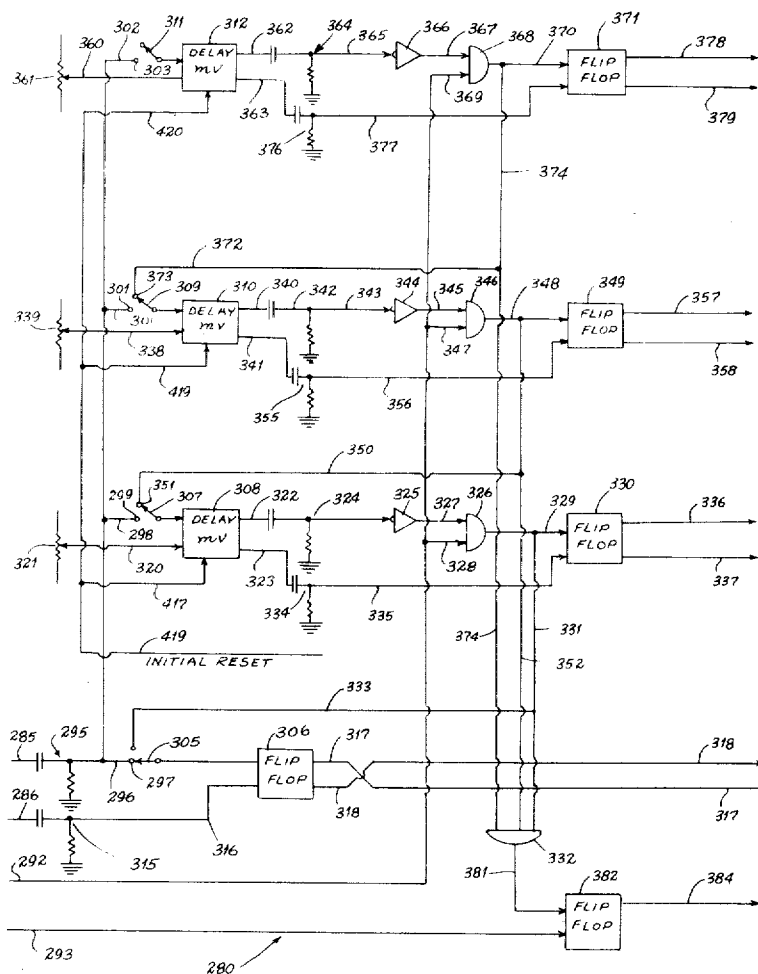 302 311 312 362 364 366 367 368 370 371 378
360 DELAY MV 365 FLIP FLOP
361 303 363 369 379
420 376 377
374
372
373 309 310 340 342 343 344 345 346 348 349 357
301 DELAY MV FLIP FLOP
339 301 338 341 347 358
419 355 356
350
351 307 308 322 324 325 327 326 329 330 336
299 DELAY MV FLIP FLOP
298 321 320 323 328 337
417 334 335
419 374 331
INITIAL RESET 352
333
285 295 305 306 317 318
297 FLIP FLOP
286 296 318 317
315 316 332
292 381 382 384
FLIP FLOP
293 280